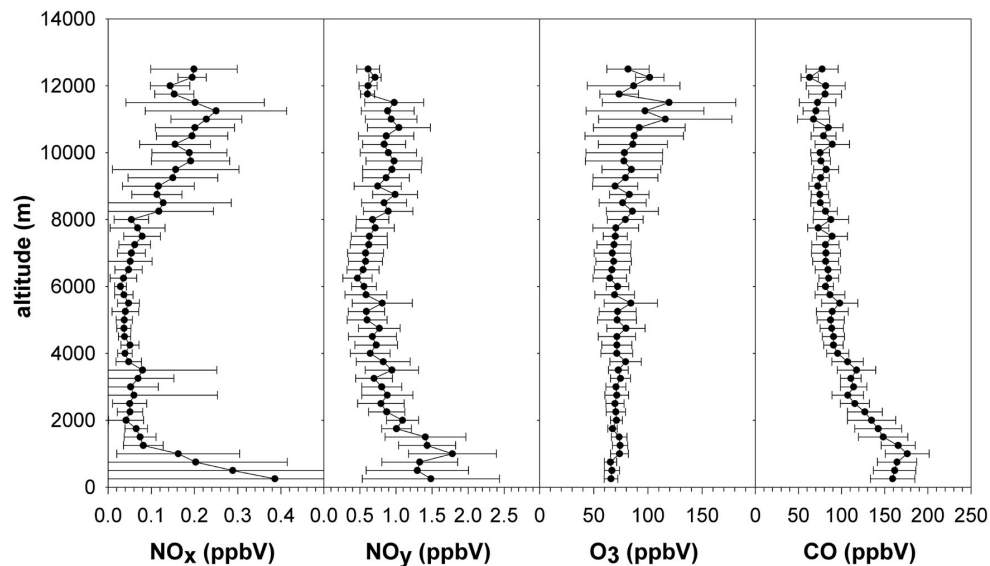 14000
12000
10000
8000
6000
4000
2000
0
altitude (m)
0.0 0.1 0.2 0.3 0.4
0.0 0.5 1.0 1.5 2.0 2.5
0 50 100 150 200
0 50 100 150 200 250
NOx (ppbV)
NOy (ppbV)
O3 (ppbV)
CO (ppbV)